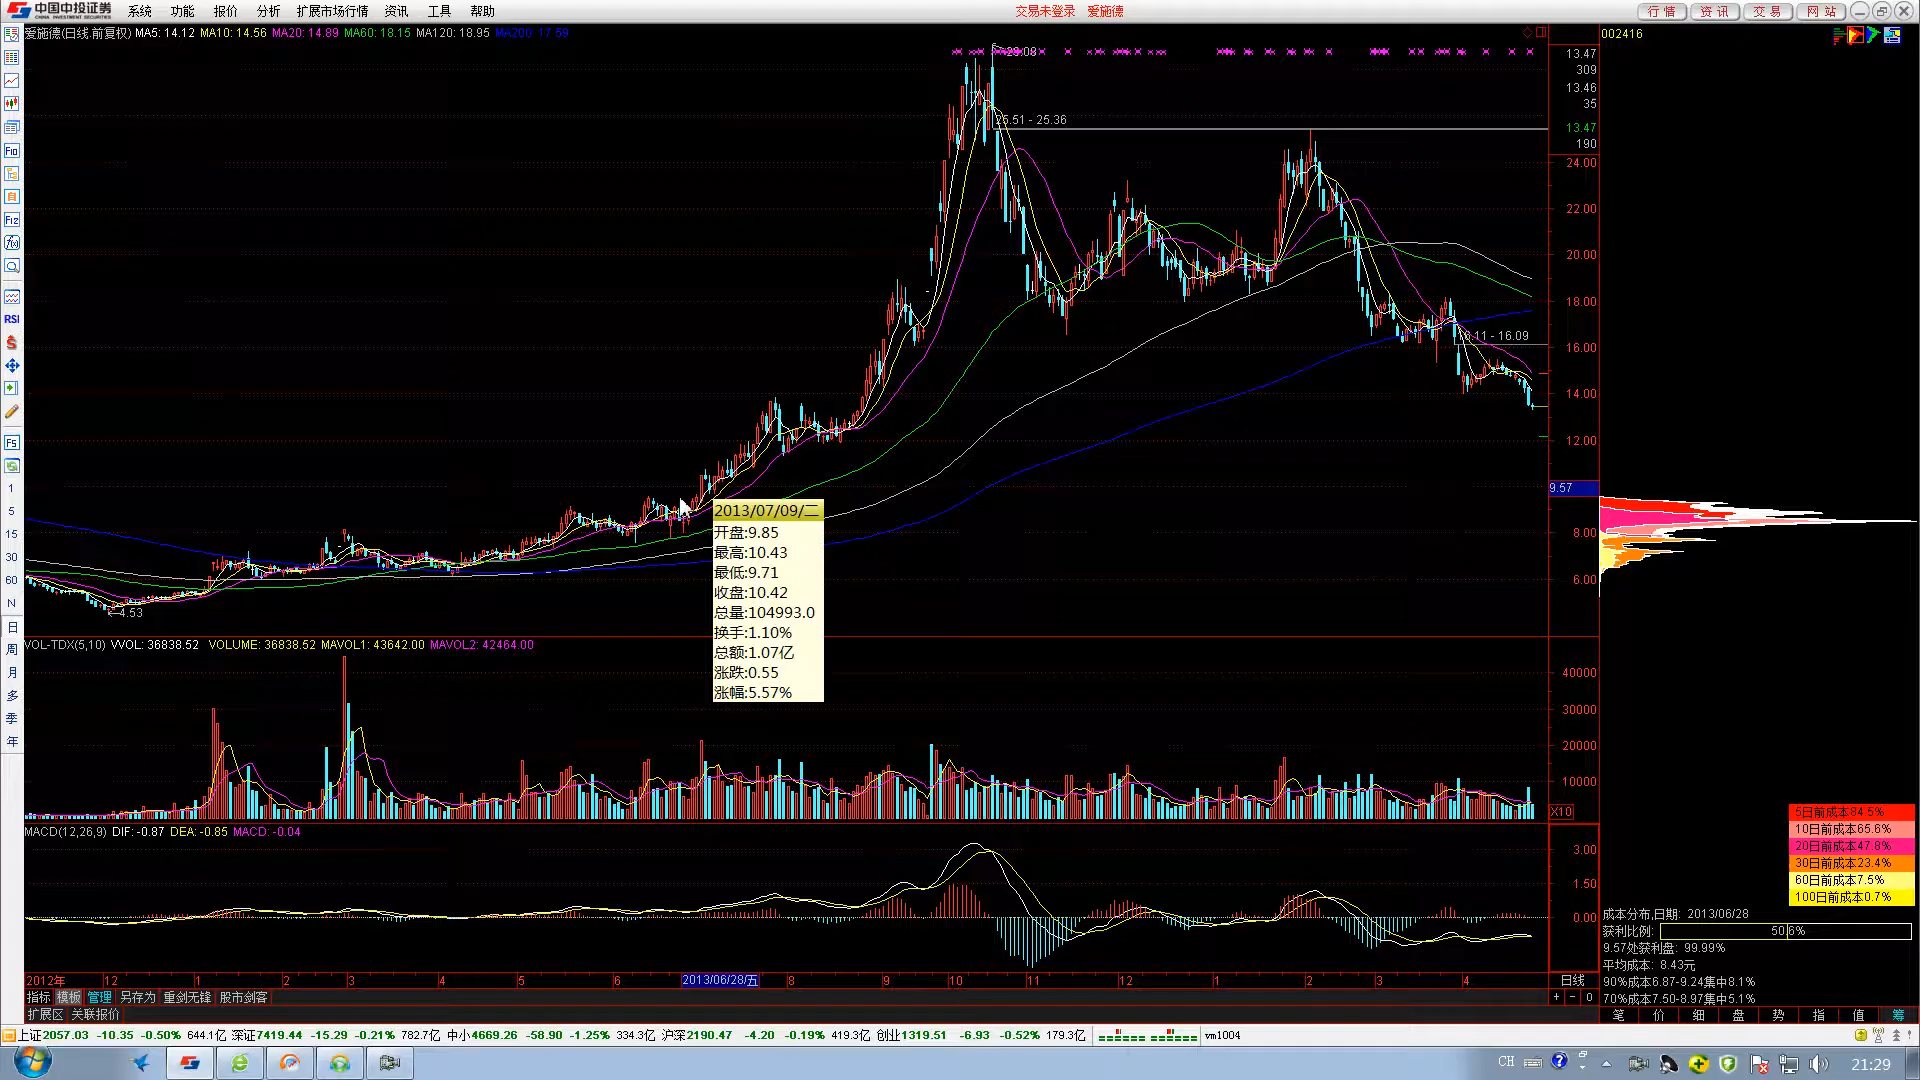 中国中投证券 系统 功能 报价 分析 扩展市场行情 资讯 工具 帮助 交易未登录 爱施德 行情 资讯 交易 网站
CHINA INVESTMENT SECURITIES
爱施德(日线.前复权) MA5: 14.12 MA10: 14.56 MA20: 14.89 MA60: 18.15 MA120: 18.95 MA200: 17.59
002416
13.47
309
13.46
35
13.47
190
25.51 - 25.36
24.00
22.00
20.00
18.00
16.11 - 16.09
16.00
14.00
12.00
9.57
8.00
6.00
4.53
2013/07/09/二
开盘:9.85
最高:10.43
最低:9.71
收盘:10.42
总量:104993.0
换手:1.10%
总额:1.07亿
涨跌:0.55
涨幅:5.57%
F10
自
RSI
F5
1
5
15
30
60
N
日
周
月
多
季
年
VOL-TDX(5,10) VVOL: 36838.52 VOLUME: 36838.52 MAVOL1: 43642.00 MAVOL2: 42464.00
40000
30000
20000
10000
X10
MACD(12,26,9) DIF: -0.87 DEA: -0.85 MACD: -0.04
3.00
1.50
0.00
5日前成本84.5%
10日前成本65.6%
20日前成本47.8%
30日前成本23.4%
60日前成本7.5%
100日前成本0.7%
成本分布,日期: 2013/06/28
获利比例: 50.6%
9.57处获利盘: 99.99%
平均成本: 8.43元
90%成本6.87-9.24集中8.1%
70%成本7.50-8.97集中5.1%
2012年 12 1 2 3 4 5 6 2013/06/28/五 8 9 10 11 12 1 2 3 4 日线
指标 模板 管理 另存为 重剑无锋 股市剑客 + - 0
扩展区 关联报价 笔 价 细 盘 势 指 值 筹
上证2057.03 -10.35 -0.50% 644.1亿 深证7419.44 -15.29 -0.21% 782.7亿 中小4669.26 -58.90 -1.25% 334.3亿 沪深2190.47 -4.20 -0.19% 419.3亿 创业1319.51 -6.93 -0.52% 179.3亿 vm1004
CH 21:29